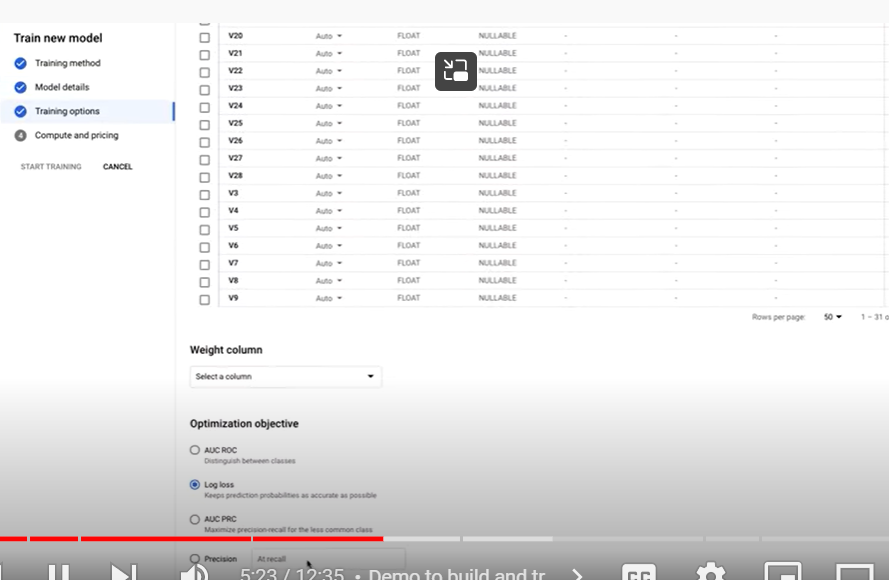 Train new model
Training method
Model details
Training options
4 Compute and pricing
START TRAINING CANCEL
V20 Auto FLOAT NULLABLE - - -
V21 Auto FLOAT NULLABLE - - -
V22 Auto FLOAT NULLABLE - - -
V23 Auto FLOAT NULLABLE - - -
V24 Auto FLOAT NULLABLE - - -
V25 Auto FLOAT NULLABLE - - -
V26 Auto FLOAT NULLABLE - - -
V27 Auto FLOAT NULLABLE - - -
V28 Auto FLOAT NULLABLE - - -
V3 Auto FLOAT NULLABLE - - -
V4 Auto FLOAT NULLABLE - - -
V5 Auto FLOAT NULLABLE - - -
V6 Auto FLOAT NULLABLE - - -
V7 Auto FLOAT NULLABLE - - -
V8 Auto FLOAT NULLABLE - - -
V9 Auto FLOAT NULLABLE - - -
Rows per page: 50 1 – 31 o
Weight column
Select a column
Optimization objective
AUC ROC
Distinguish between classes
Log loss
Keeps prediction probabilities as accurate as possible
AUC PRC
Maximize precision-recall for the less common class
Precision At recall
5:23 / 12:35 • Demo to build and tr... CC